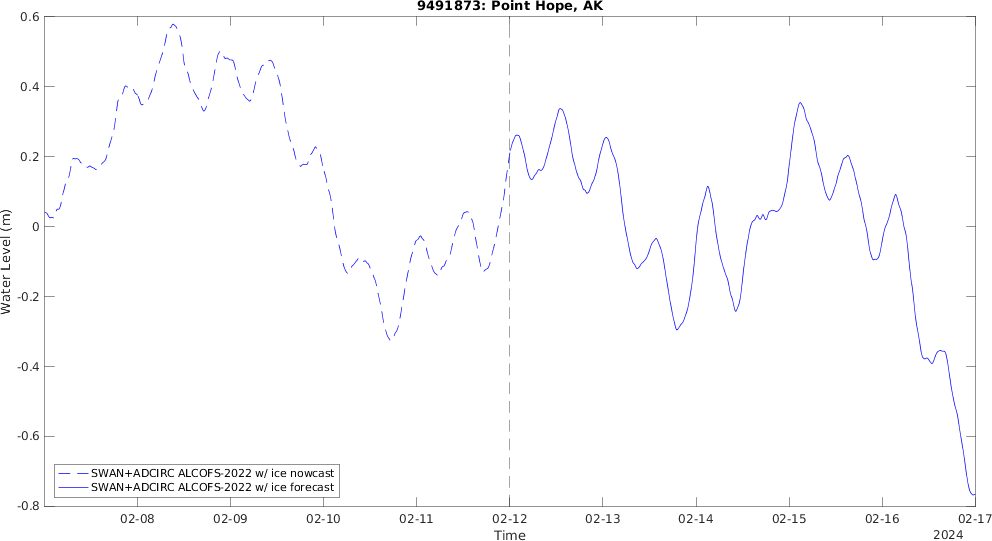 9491873: Point Hope, AK
0.6
0.4
0.2
0
-0.2
-0.4
-0.6
-0.8
Water Level (m)
SWAN+ADCIRC ALCOFS-2022 w/ ice nowcast
SWAN+ADCIRC ALCOFS-2022 w/ ice forecast
02-08 02-09 02-10 02-11 02-12 02-13 02-14 02-15 02-16 02-17
Time
2024